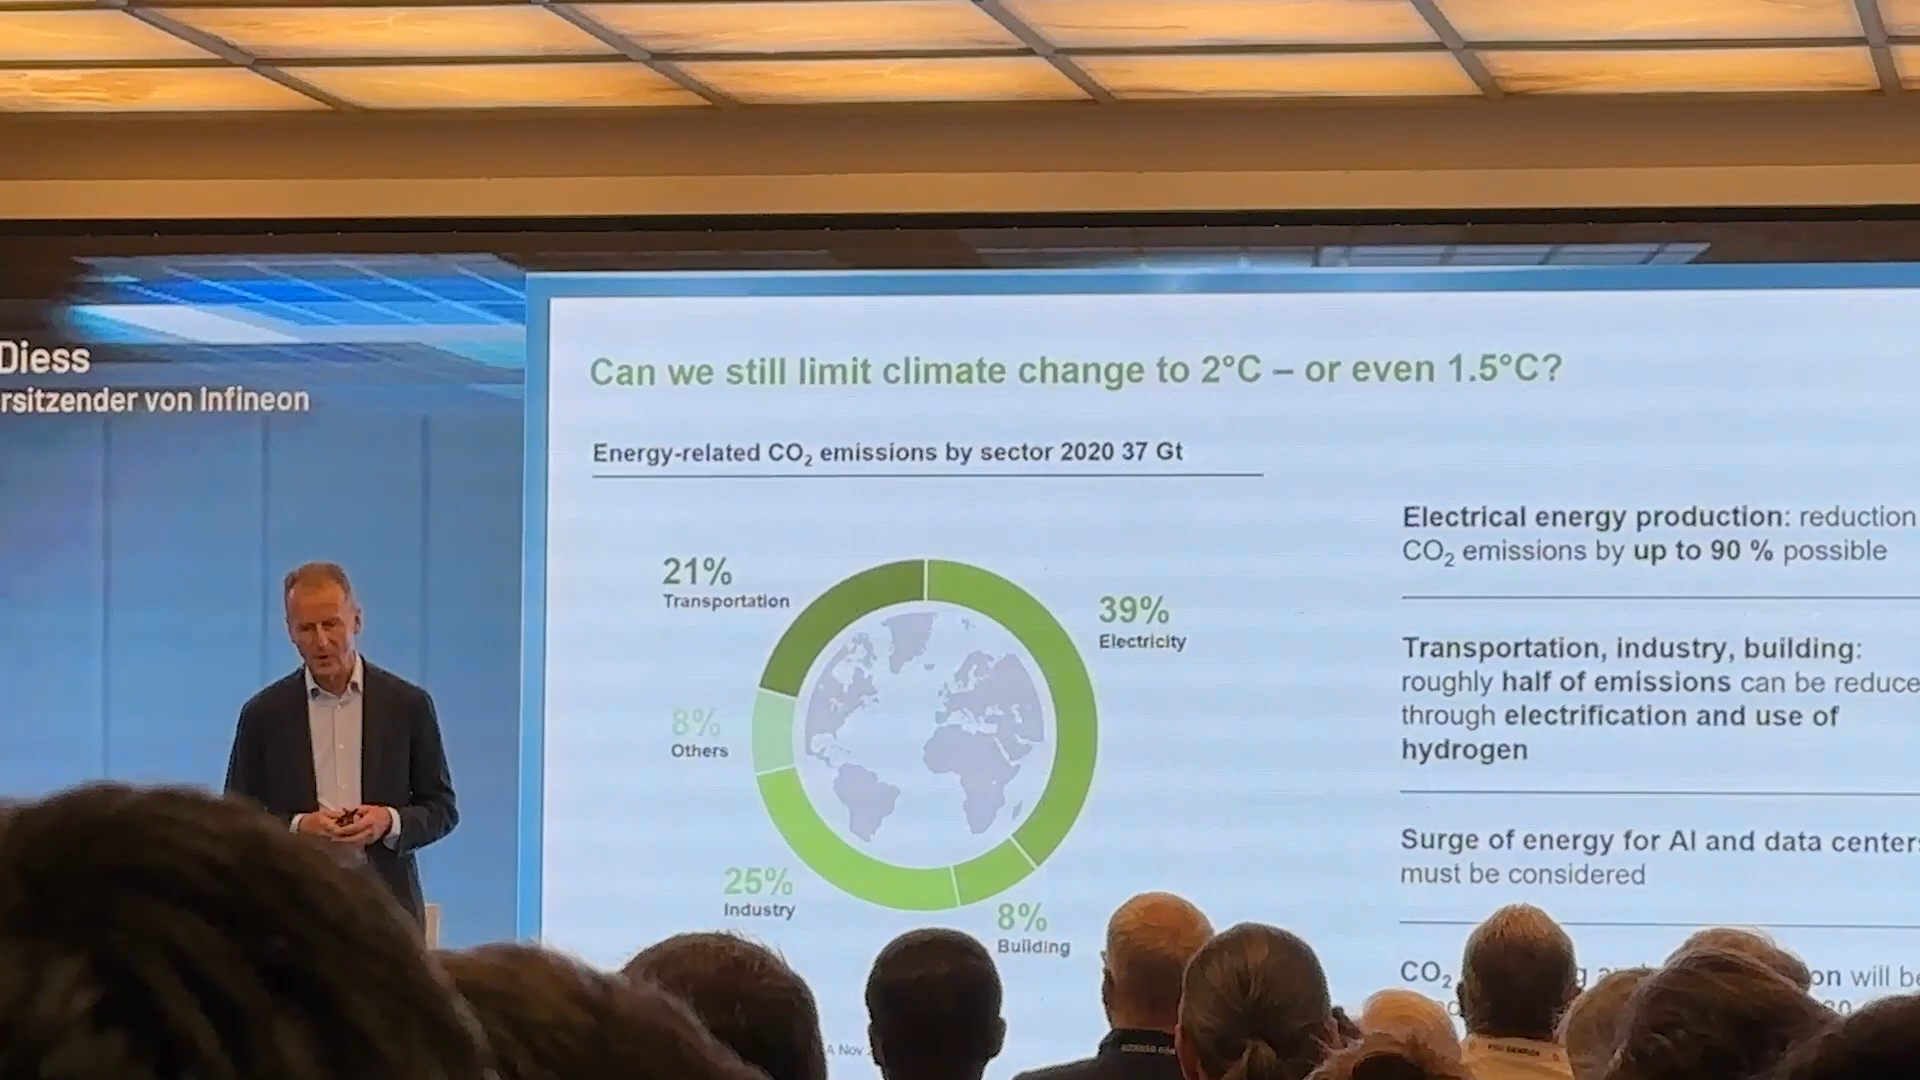 Diess
rsitzender von Infineon
Can we still limit climate change to 2°C – or even 1.5°C?
Energy-related CO₂ emissions by sector 2020 37 Gt
21%
Transportation
39%
Electricity
8%
Others
25%
Industry
8%
Building
Electrical energy production: reduction
CO₂ emissions by up to 90 % possible
Transportation, industry, building:
roughly half of emissions can be reduce
through electrification and use of
hydrogen
Surge of energy for AI and data centers
must be considered
CO₂
on will be
A Nov